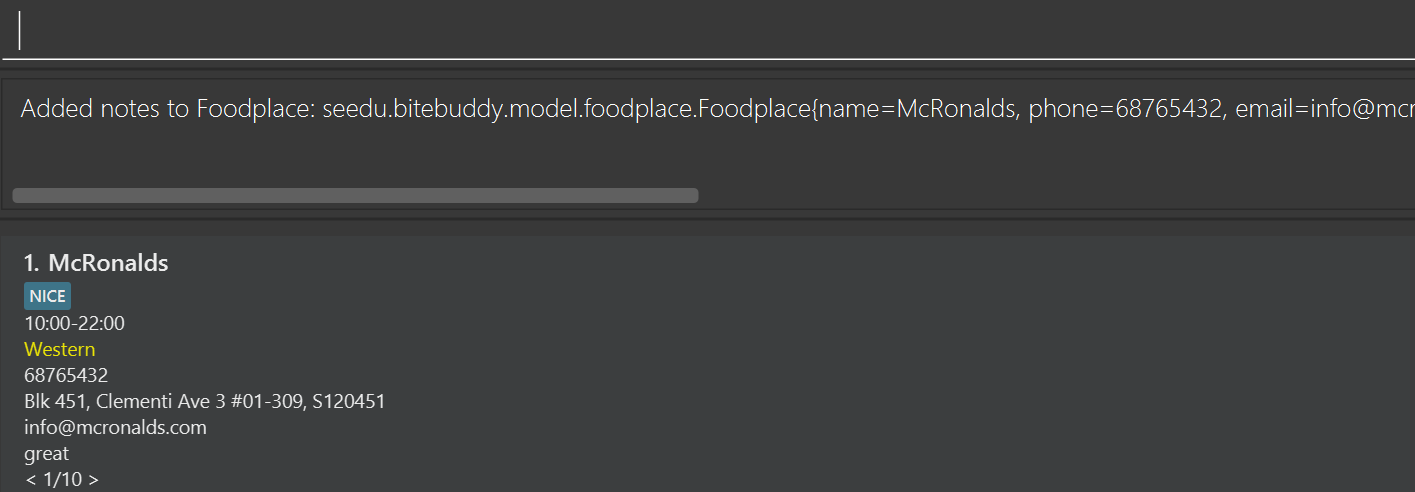 Added notes to Foodplace: seedu.bitebuddy.model.foodplace.Foodplace{name=McRonalds, phone=68765432, email=info@mcr
1. McRonalds
NICE
10:00-22:00
Western
68765432
Blk 451, Clementi Ave 3 #01-309, S120451
info@mcronalds.com
great
< 1/10 >